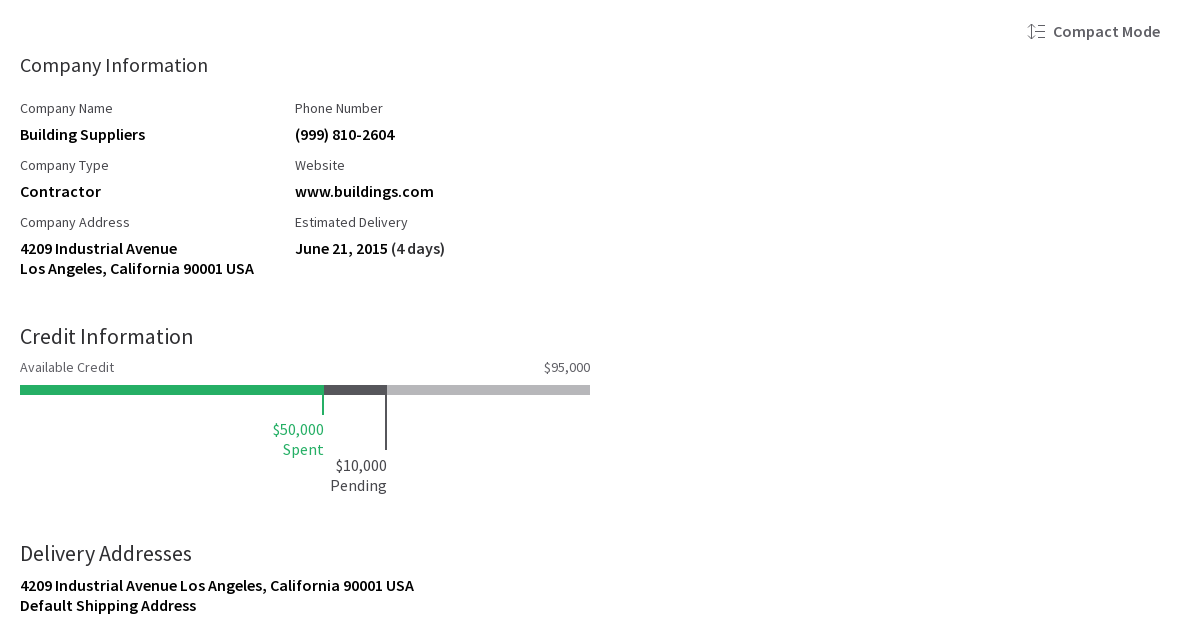 Compact Mode
Company Information
Company Name
Building Suppliers
Phone Number
(999) 810-2604
Company Type
Contractor
Website
www.buildings.com
Company Address
4209 Industrial Avenue
Los Angeles, California 90001 USA
Estimated Delivery
June 21, 2015 (4 days)
Credit Information
Available Credit
$95,000
$50,000
Spent
$10,000
Pending
Delivery Addresses
4209 Industrial Avenue Los Angeles, California 90001 USA
Default Shipping Address